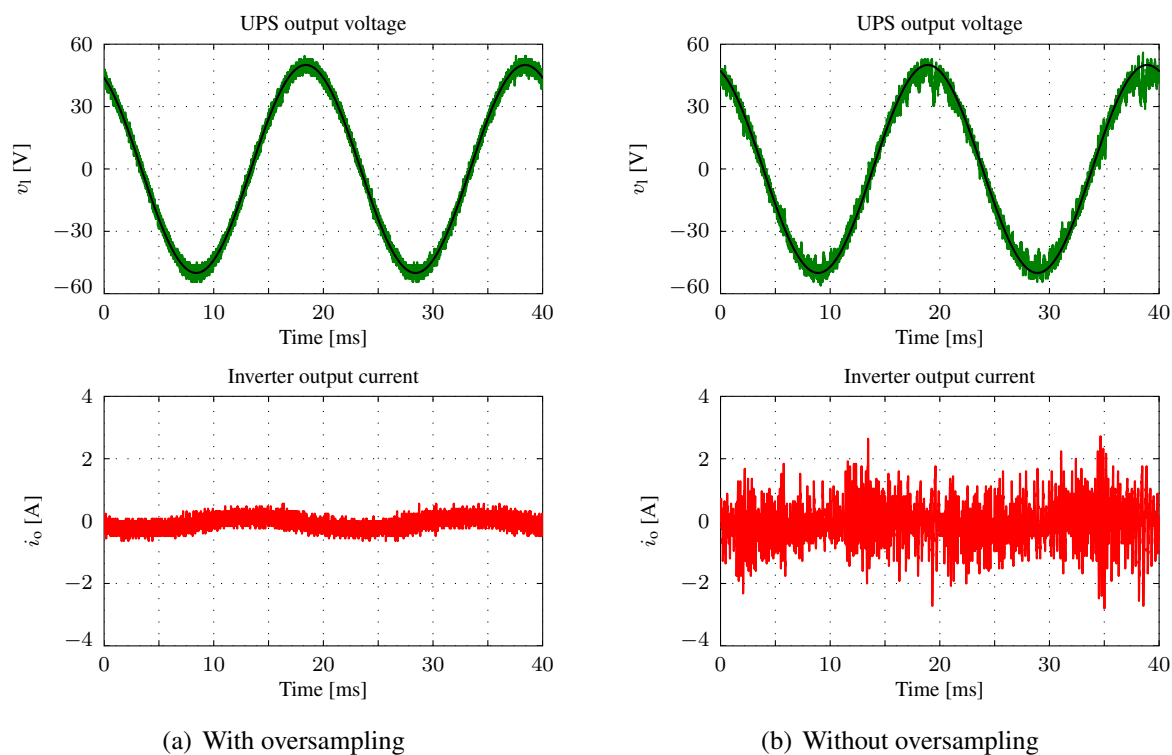 UPS output voltage
60
30
0
−30
−60
v_l [V]
0 10 20 30 40
Time [ms]
Inverter output current
4
2
0
−2
−4
i_o [A]
0 10 20 30 40
Time [ms]
(a) With oversampling
UPS output voltage
60
30
0
−30
−60
v_l [V]
0 10 20 30 40
Time [ms]
Inverter output current
4
2
0
−2
−4
i_o [A]
0 10 20 30 40
Time [ms]
(b) Without oversampling